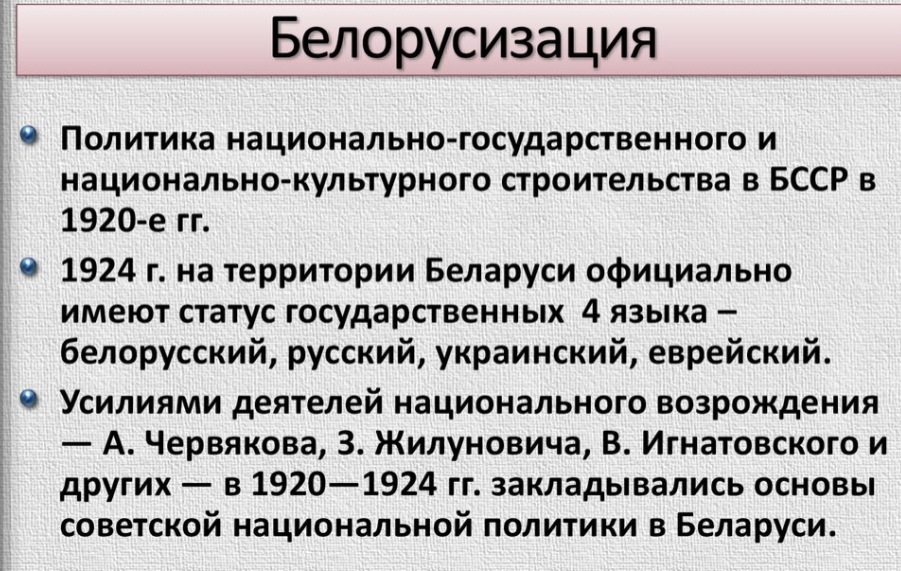 Белорусизация
Политика национально-государственного и
национально-культурного строительства в БССР в
1920-е гг.
1924 г. на территории Беларуси официально
имеют статус государственных 4 языка –
белорусский, русский, украинский, еврейский.
Усилиями деятелей национального возрождения
— А. Червякова, З. Жилуновича, В. Игнатовского и
других — в 1920—1924 гг. закладывались основы
советской национальной политики в Беларуси.